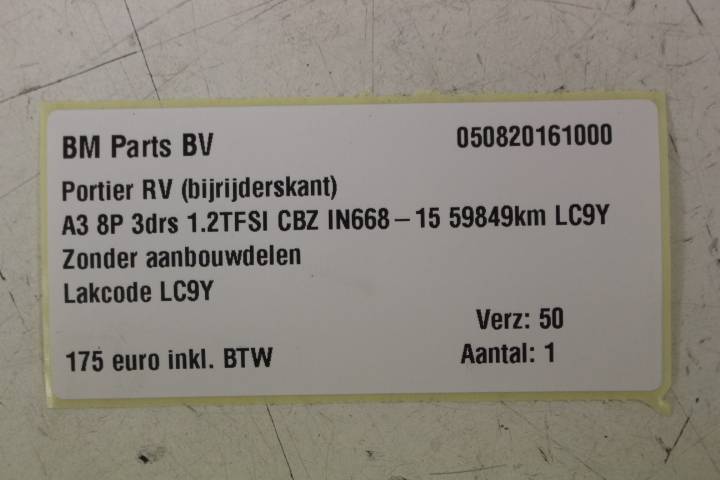 BM Parts BV 050820161000
Portier RV (bijrijderskant)
A3 8P 3drs 1.2TFSI CBZ IN668-15 59849km LC9Y
Zonder aanbouwdelen
Lakcode LC9Y
Verz: 50
175 euro inkl. BTW Aantal: 1